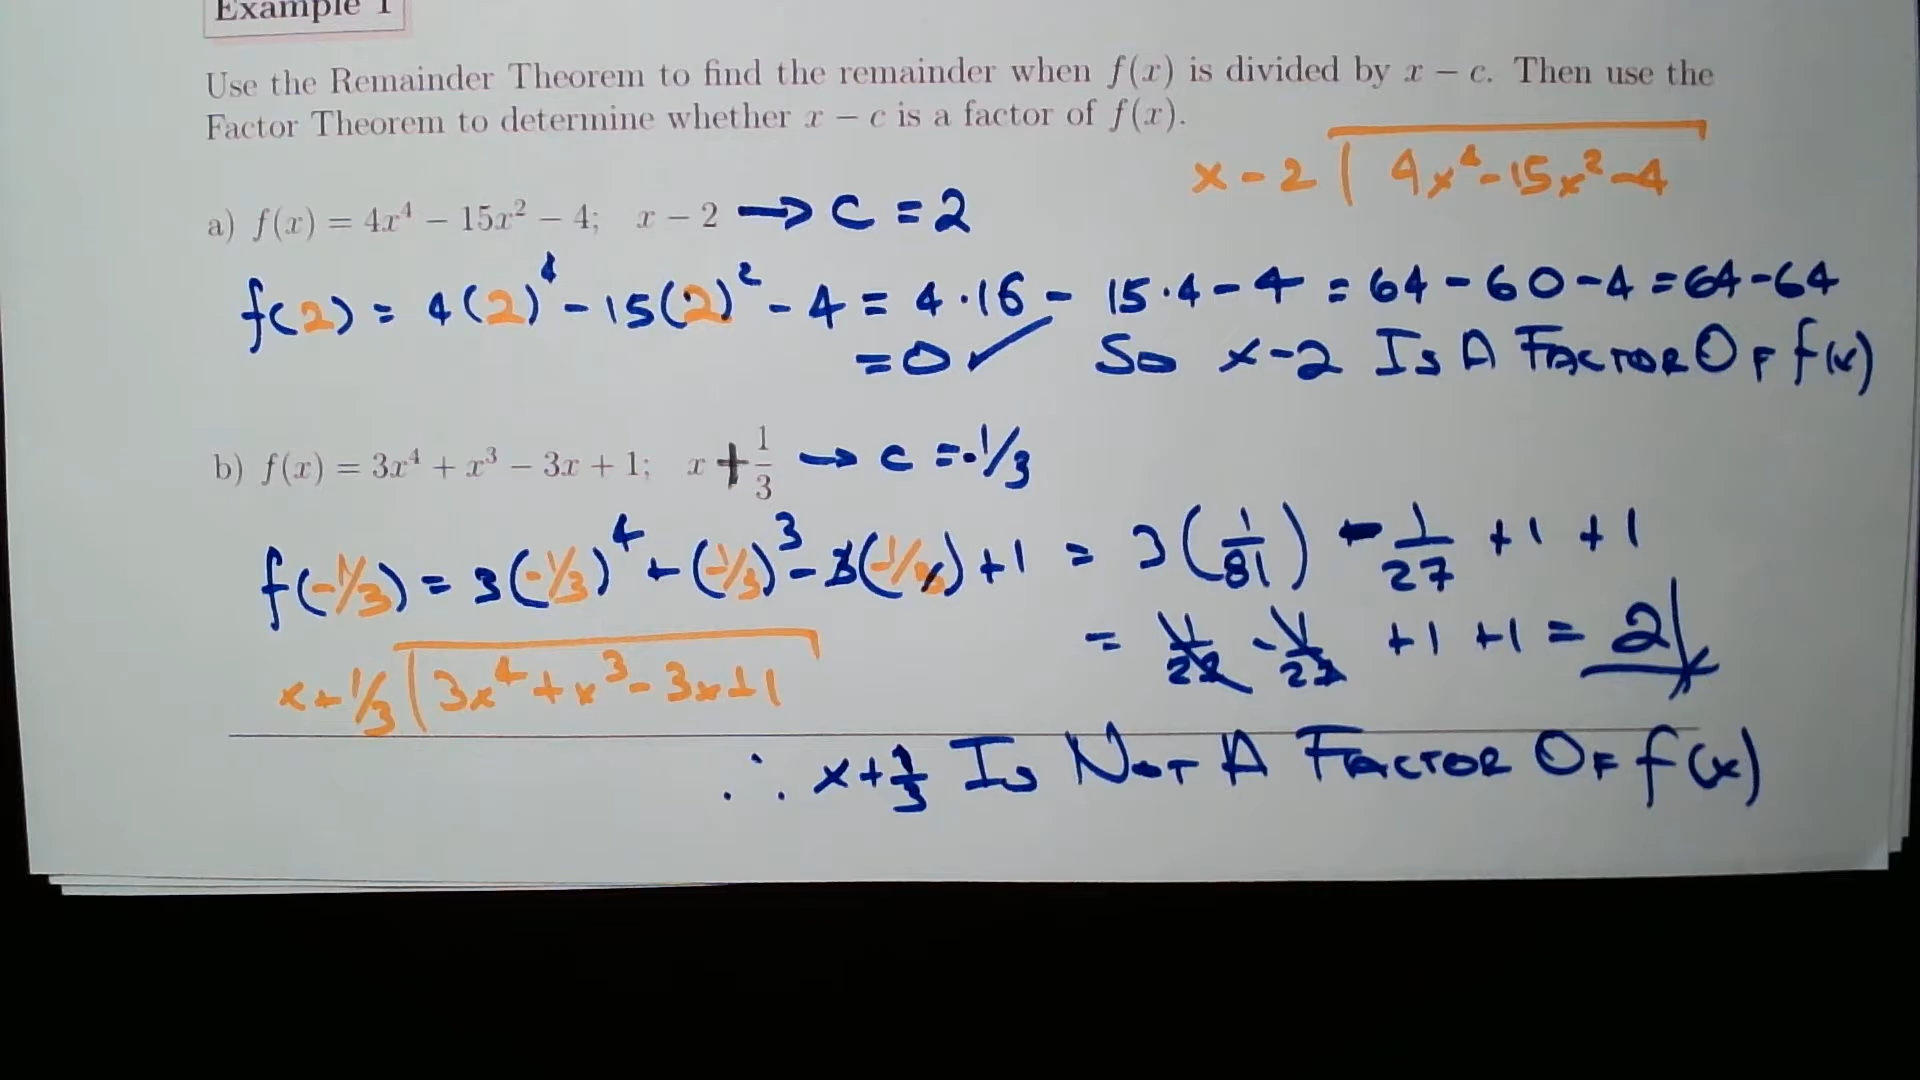 Example 1
Use the Remainder Theorem to find the remainder when f(x) is divided by x − c. Then use the
Factor Theorem to determine whether x − c is a factor of f(x).
x - 2 | 4x⁴ - 15x² - 4
a) f(x) = 4x⁴ − 15x² − 4; x − 2 → C = 2
f(2) = 4(2)⁴ - 15(2)² - 4 = 4·16 - 15·4 - 4 = 64 - 60 - 4 = 64 - 64
= 0 ✓ So x-2 Is A Factor Of f(x)
b) f(x) = 3x⁴ + x³ − 3x + 1; x + 1/3 → c = -1/3
f(-1/3) = 3(-1/3)⁴ + (-1/3)³ - 3(-1/3) + 1 = 3(1/81) - 1/27 + 1 + 1
= 1/27 - 1/27 + 1 + 1 = 2
x + 1/3 | 3x⁴ + x³ - 3x + 1
∴ x + 1/3 Is Not A Factor Of f(x)